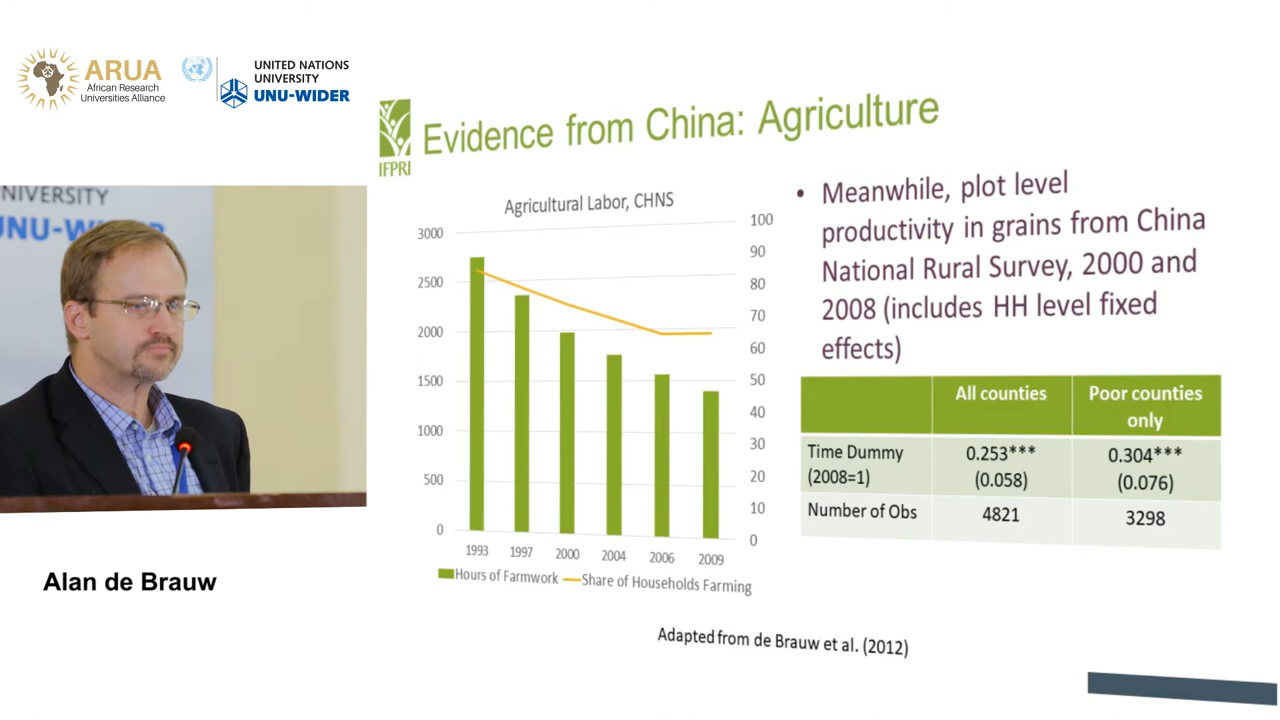 ARUA
African Research
Universities Alliance
UNITED NATIONS
UNIVERSITY
UNU-WIDER
IFPRI
Evidence from China: Agriculture
NIVERSITY
UNU-W
Agricultural Labor, CHNS
3000
2500
2000
1500
1000
500
0
100
90
80
70
60
50
40
30
20
10
0
1993 1997 2000 2004 2006 2009
Hours of Farmwork Share of Households Farming
• Meanwhile, plot level
productivity in grains from China
National Rural Survey, 2000 and
2008 (includes HH level fixed
effects)
All counties Poor counties
only
Time Dummy 0.253*** 0.304***
(2008=1) (0.058) (0.076)
Number of Obs 4821 3298
Adapted from de Brauw et al. (2012)
Alan de Brauw